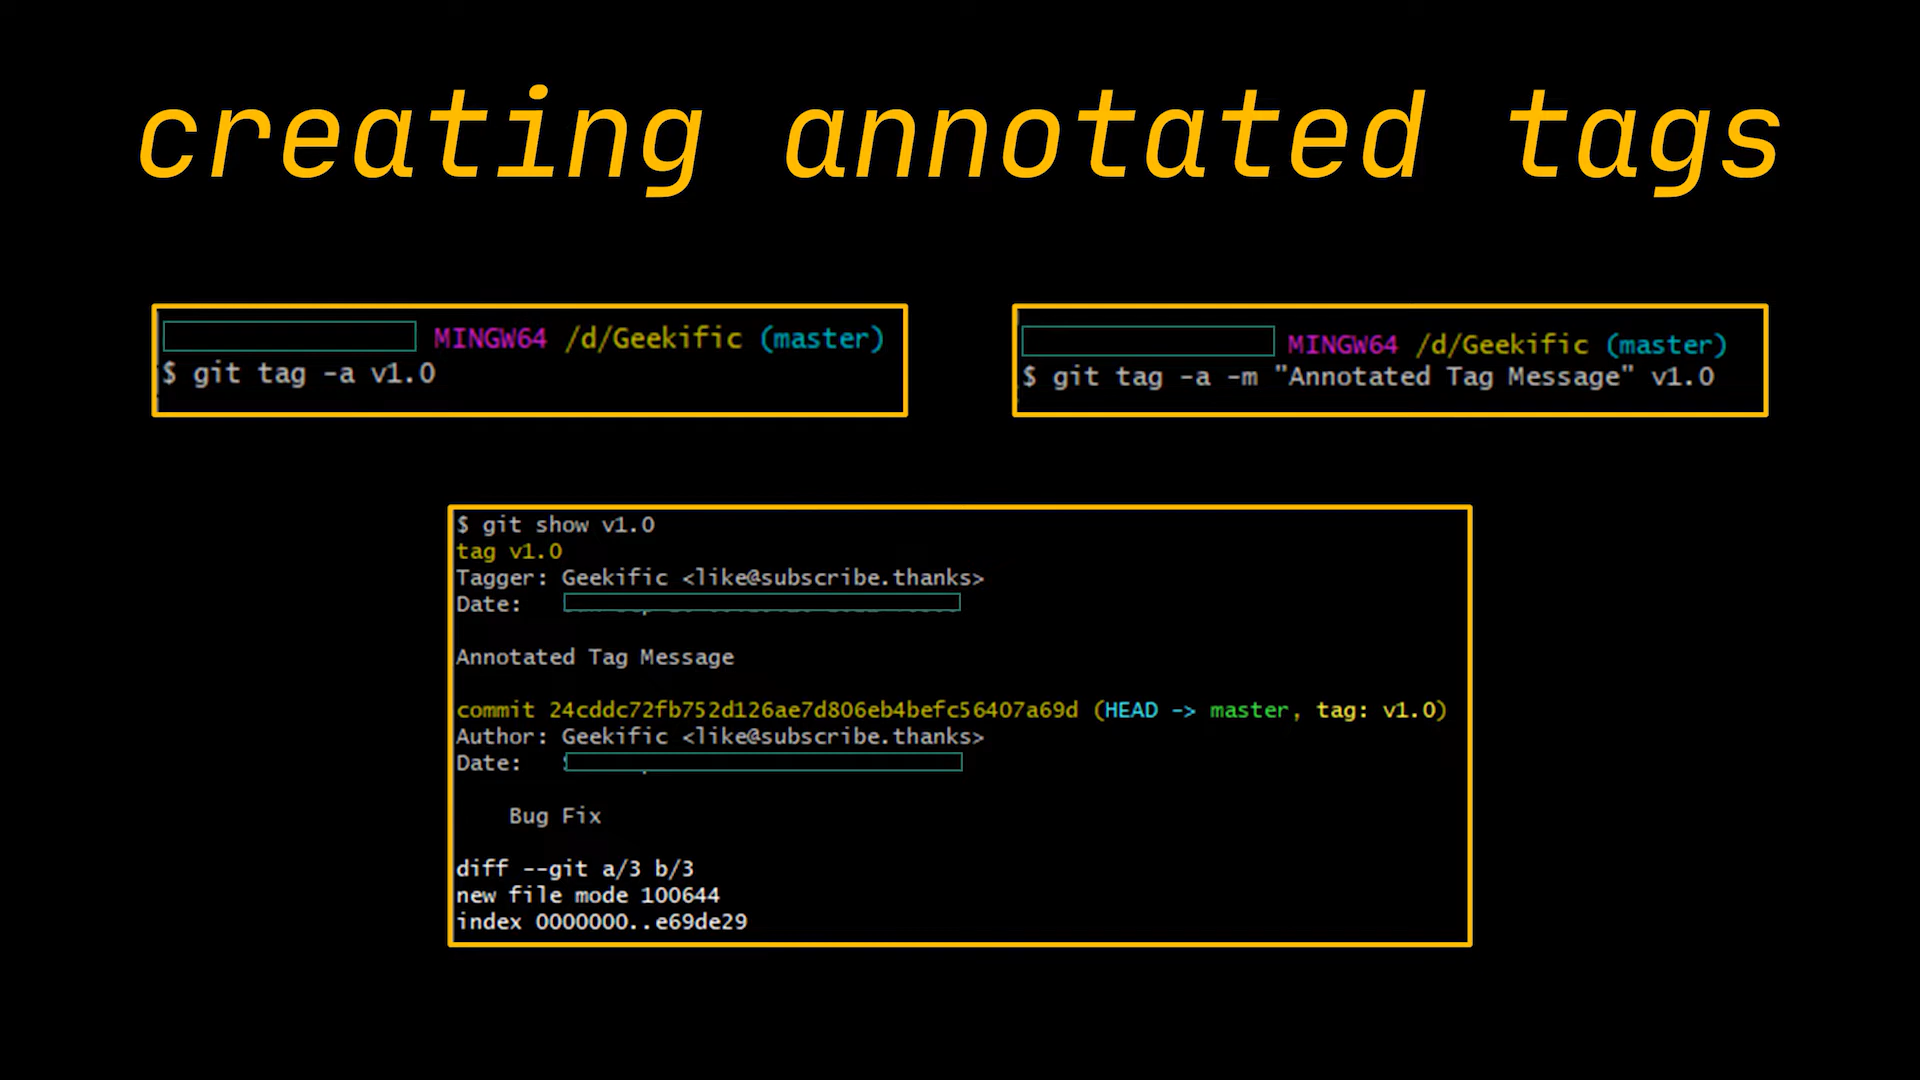 creating annotated tags
MINGW64 /d/Geekific (master)
$ git tag -a v1.0
MINGW64 /d/Geekific (master)
$ git tag -a -m "Annotated Tag Message" v1.0
$ git show v1.0
tag v1.0
Tagger: Geekific <like@subscribe.thanks>
Date:
Annotated Tag Message
commit 24cddc72fb752d126ae7d806eb4befc56407a69d (HEAD -> master, tag: v1.0)
Author: Geekific <like@subscribe.thanks>
Date:
Bug Fix
diff --git a/3 b/3
new file mode 100644
index 0000000..e69de29